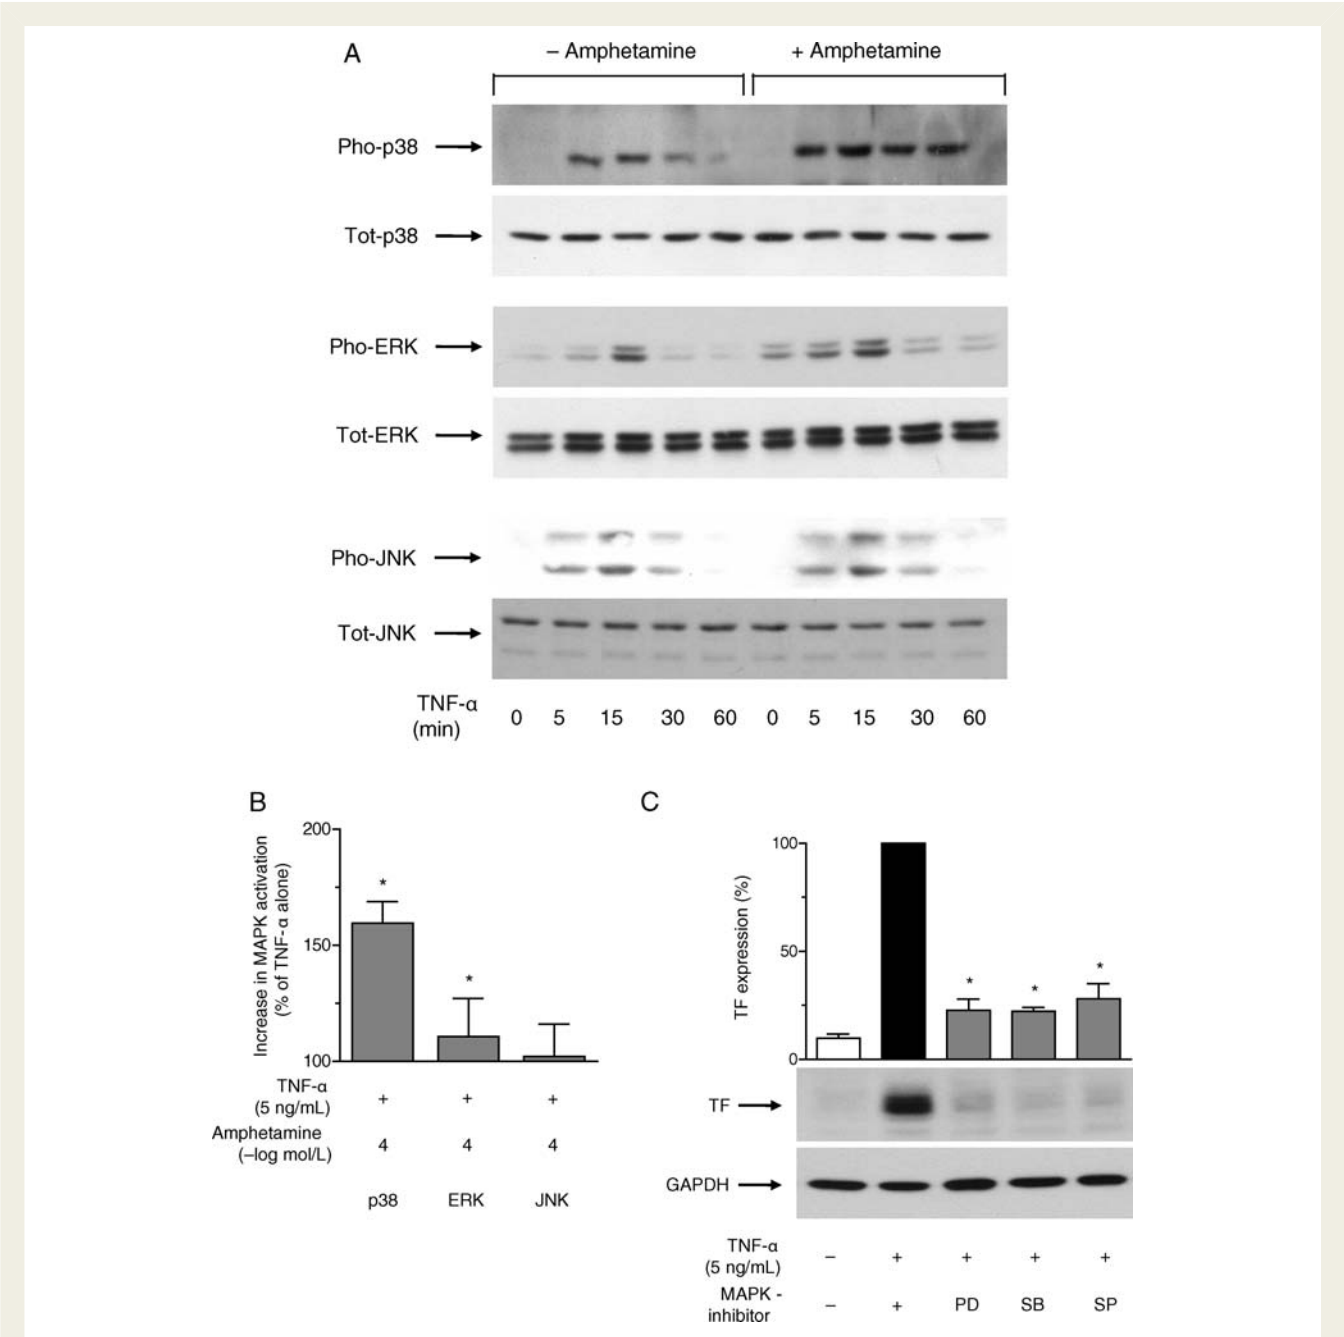 A
– Amphetamine + Amphetamine
Pho-p38
Tot-p38
Pho-ERK
Tot-ERK
Pho-JNK
Tot-JNK
TNF-α
(min)
0 5 15 30 60 0 5 15 30 60
B
Increase in MAPK activation
(% of TNF-α alone)
200
150
100
*
*
TNF-α
(5 ng/mL)
+ + +
Amphetamine
(–log mol/L)
4 4 4
p38 ERK JNK
C
TF expression (%)
100
50
0
* * *
TF
GAPDH
TNF-α
(5 ng/mL)
– + + + +
MAPK -
inhibitor
– + PD SB SP